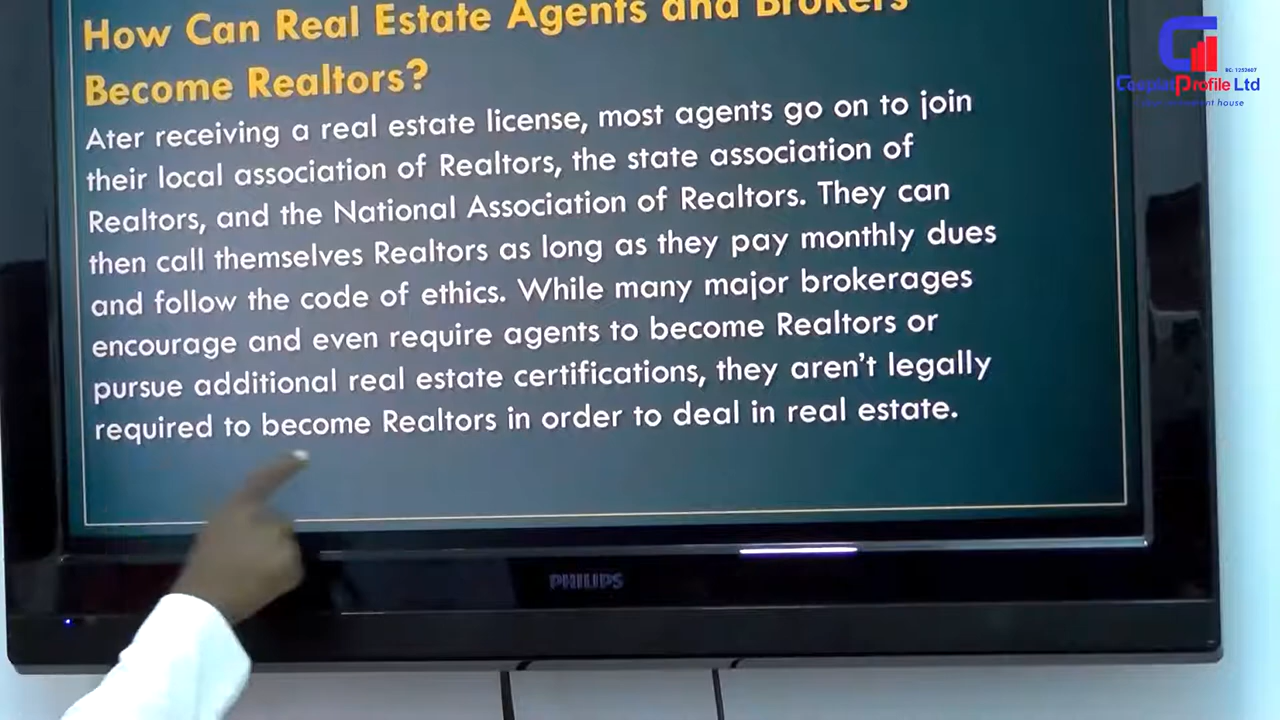 How Can Real Estate Agents and Brokers
Become Realtors?
Ater receiving a real estate license, most agents go on to join
their local association of Realtors, the state association of
Realtors, and the National Association of Realtors. They can
then call themselves Realtors as long as they pay monthly dues
and follow the code of ethics. While many major brokerages
encourage and even require agents to become Realtors or
pursue additional real estate certifications, they aren't legally
required to become Realtors in order to deal in real estate.
PHILIPS
RC: 1252607
Profile Ltd
house